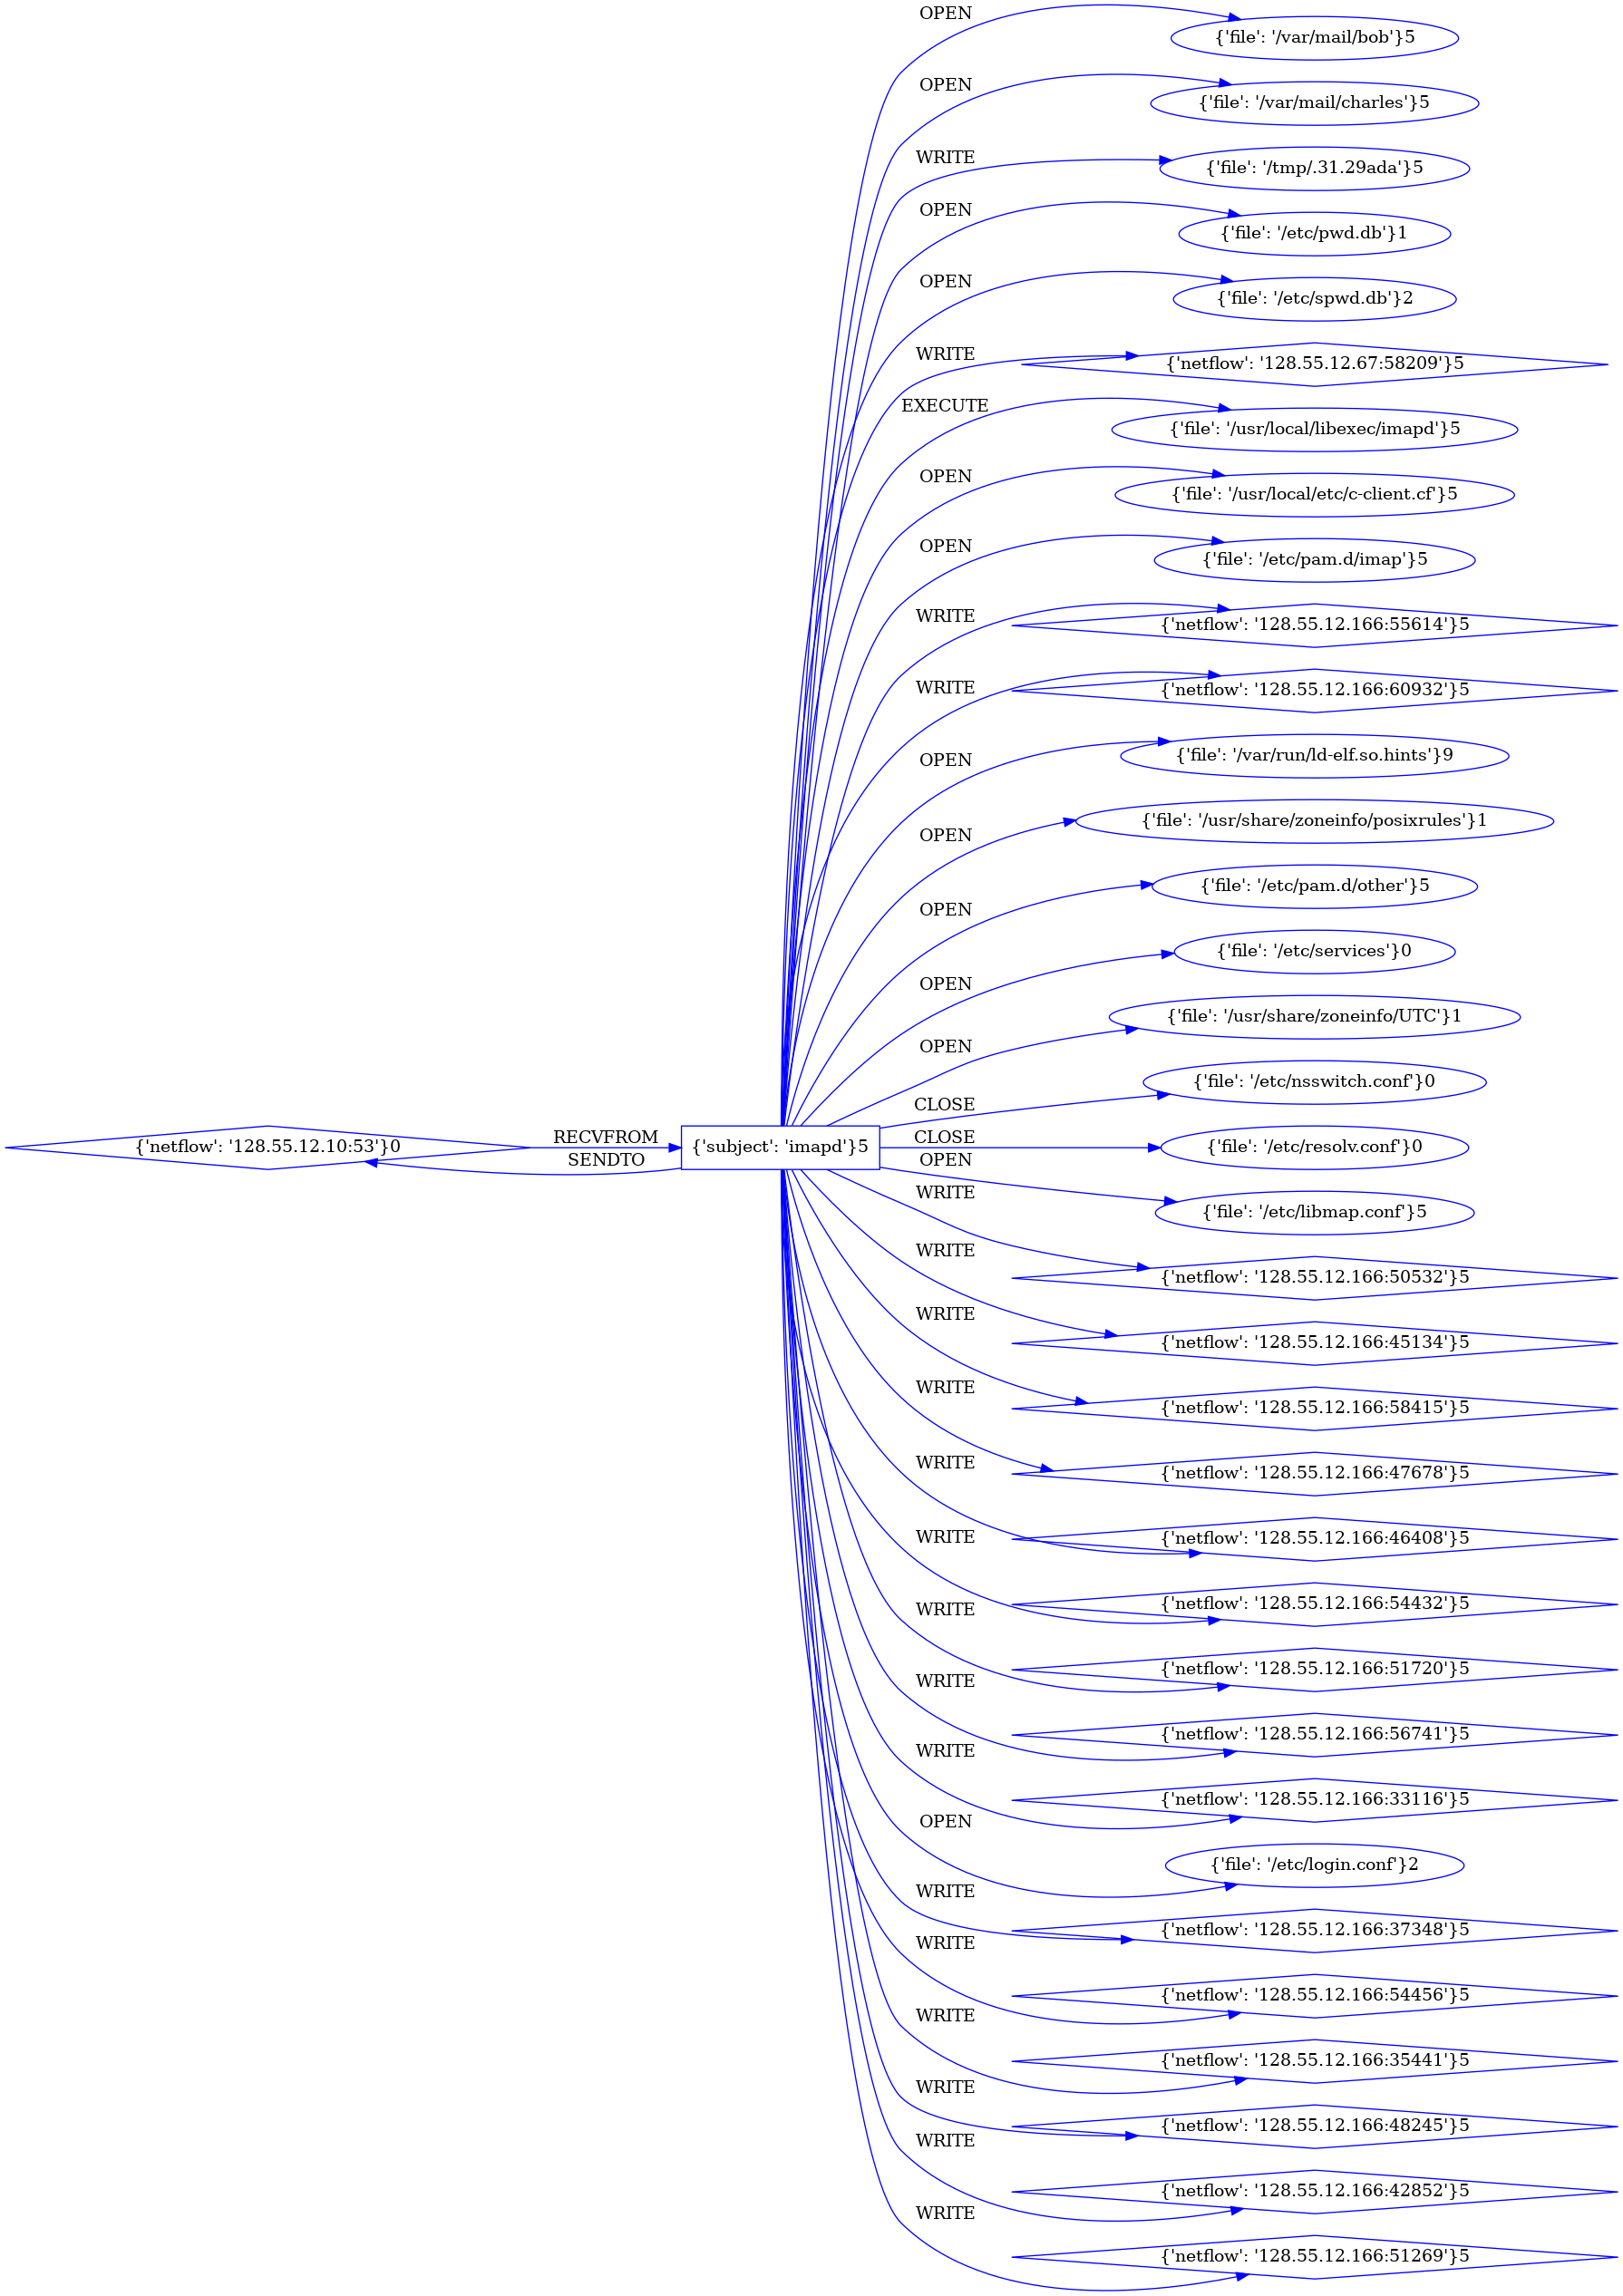 OPEN
{'file': '/var/mail/bob'}5
OPEN
{'file': '/var/mail/charles'}5
WRITE
{'file': '/tmp/.31.29ada'}5
OPEN
{'file': '/etc/pwd.db'}1
OPEN
{'file': '/etc/spwd.db'}2
WRITE
{'netflow': '128.55.12.67:58209'}5
EXECUTE
{'file': '/usr/local/libexec/imapd'}5
OPEN
{'file': '/usr/local/etc/c-client.cf'}5
OPEN
{'file': '/etc/pam.d/imap'}5
WRITE
{'netflow': '128.55.12.166:55614'}5
WRITE
{'netflow': '128.55.12.166:60932'}5
OPEN
{'file': '/var/run/ld-elf.so.hints'}9
OPEN
{'file': '/usr/share/zoneinfo/posixrules'}1
OPEN
{'file': '/etc/pam.d/other'}5
OPEN
{'file': '/etc/services'}0
OPEN
{'file': '/usr/share/zoneinfo/UTC'}1
CLOSE
{'file': '/etc/nsswitch.conf'}0
{'netflow': '128.55.12.10:53'}0
RECVFROM
SENDTO
{'subject': 'imapd'}5
CLOSE
{'file': '/etc/resolv.conf'}0
OPEN
{'file': '/etc/libmap.conf'}5
WRITE
{'netflow': '128.55.12.166:50532'}5
WRITE
{'netflow': '128.55.12.166:45134'}5
WRITE
{'netflow': '128.55.12.166:58415'}5
WRITE
{'netflow': '128.55.12.166:47678'}5
WRITE
{'netflow': '128.55.12.166:46408'}5
WRITE
{'netflow': '128.55.12.166:54432'}5
WRITE
{'netflow': '128.55.12.166:51720'}5
WRITE
{'netflow': '128.55.12.166:56741'}5
WRITE
{'netflow': '128.55.12.166:33116'}5
OPEN
{'file': '/etc/login.conf'}2
WRITE
{'netflow': '128.55.12.166:37348'}5
WRITE
{'netflow': '128.55.12.166:54456'}5
WRITE
{'netflow': '128.55.12.166:35441'}5
WRITE
{'netflow': '128.55.12.166:48245'}5
WRITE
{'netflow': '128.55.12.166:42852'}5
WRITE
{'netflow': '128.55.12.166:51269'}5